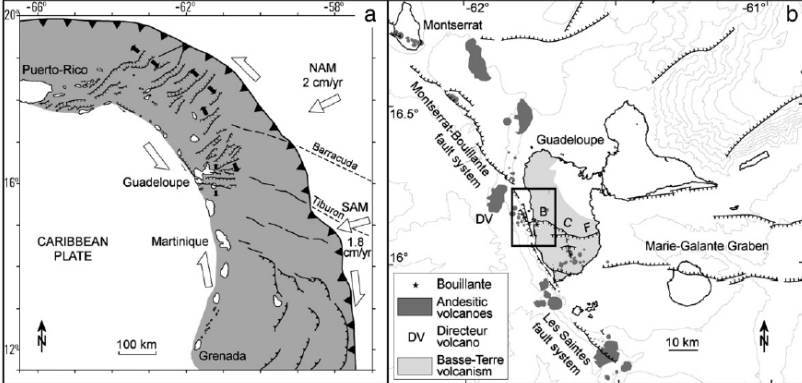 -66°
-62°
-58°
20°
a
Puerto-Rico
NAM
2 cm/yr
Barracuda
16°
Guadeloupe
Tiburon
SAM
1.8
cm/yr
CARIBBEAN
PLATE
Martinique
N
100 km
Grenada
12°
-62°
-61°
b
Montserrat
16.5°
Montserrat-Bouillante
fault system
Guadeloupe
DV
B
C
F
Marie-Galante Graben
16°
Bouillante
Andesitic
volcanoes
DV
Directeur
volcano
Basse-Terre
volcanism
Les Saintes
fault system
10 km
N